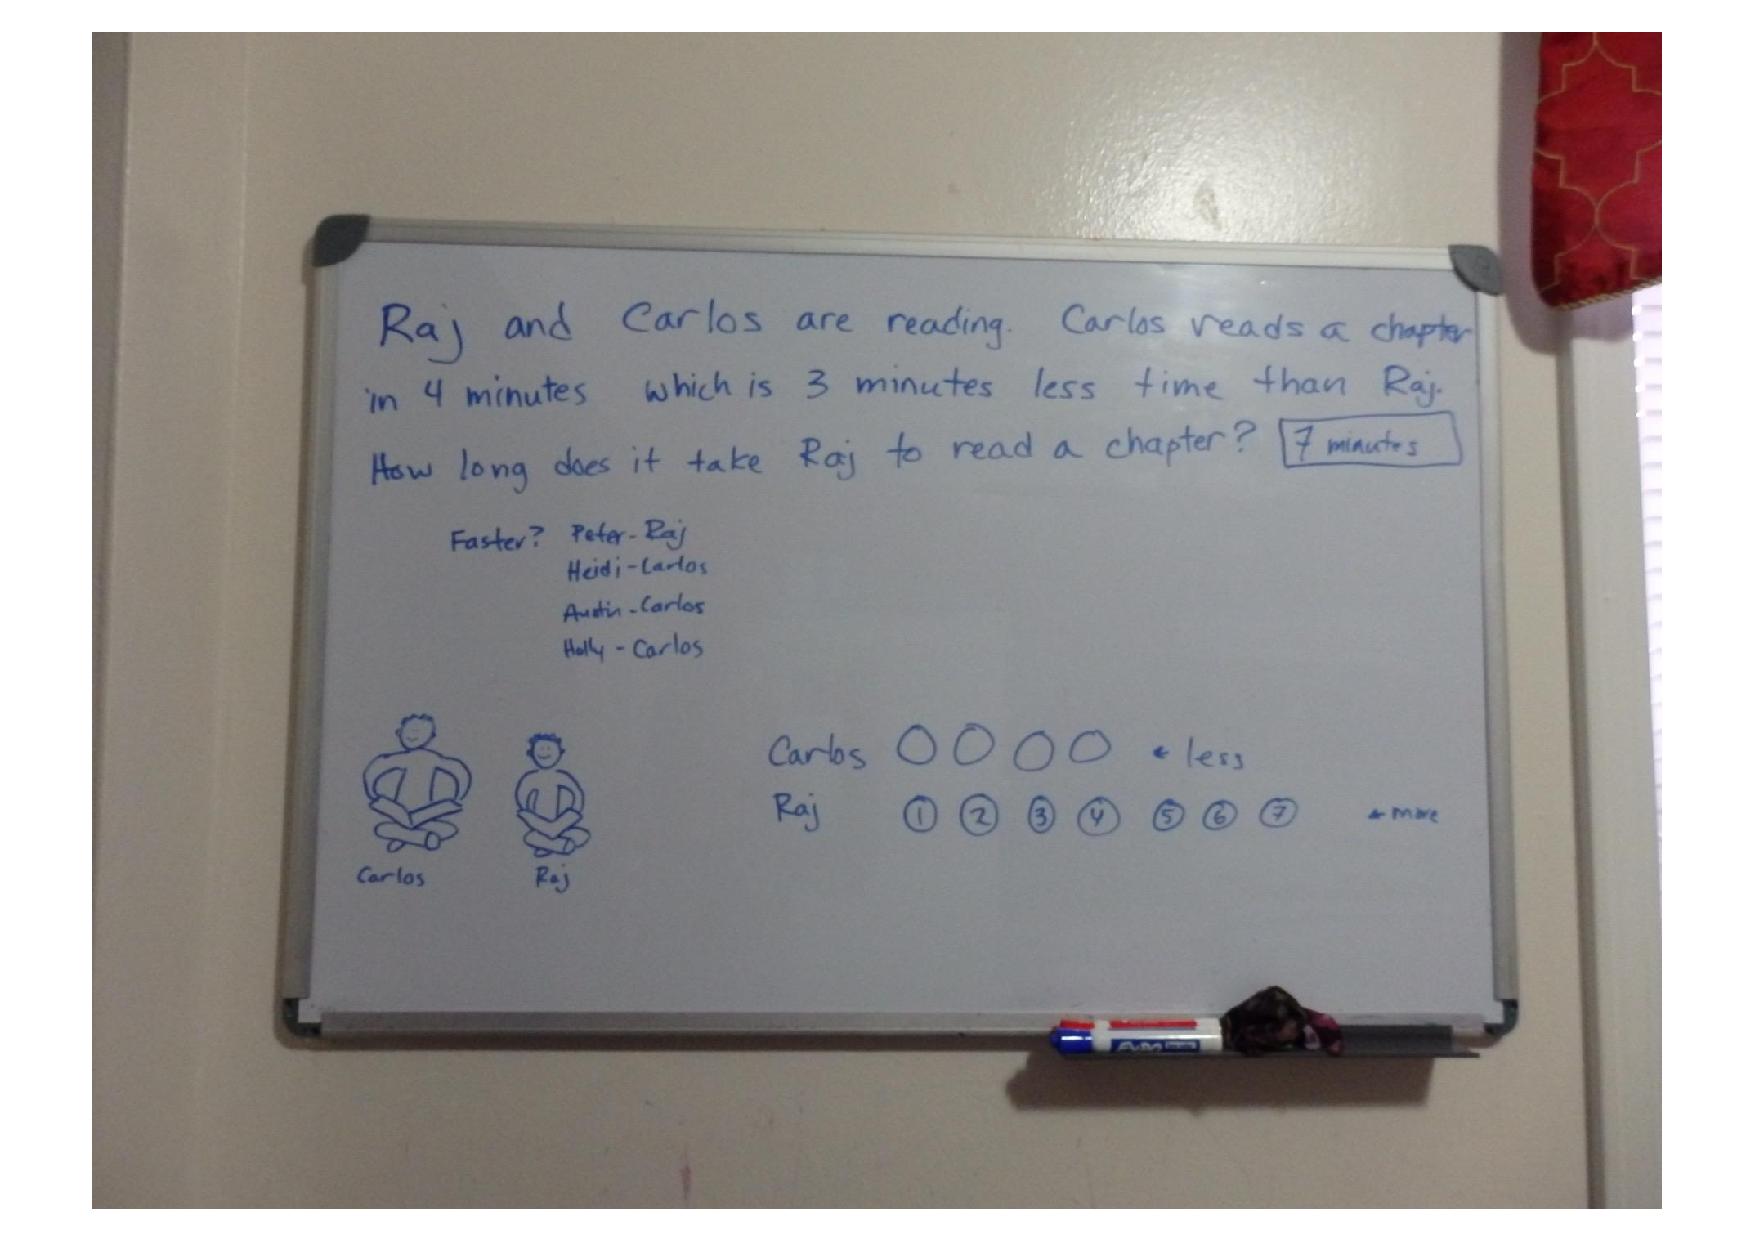 Raj and Carlos are reading. Carlos reads a chapter
in 4 minutes which is 3 minutes less time than Raj.
How long does it take Raj to read a chapter? 7 minutes
Faster? Peter - Raj
Heidi - Carlos
Austin - Carlos
Holly - Carlos
Carlos ← less
Raj 1 2 3 4 5 6 7 ← more
Carlos Raj
EXPO